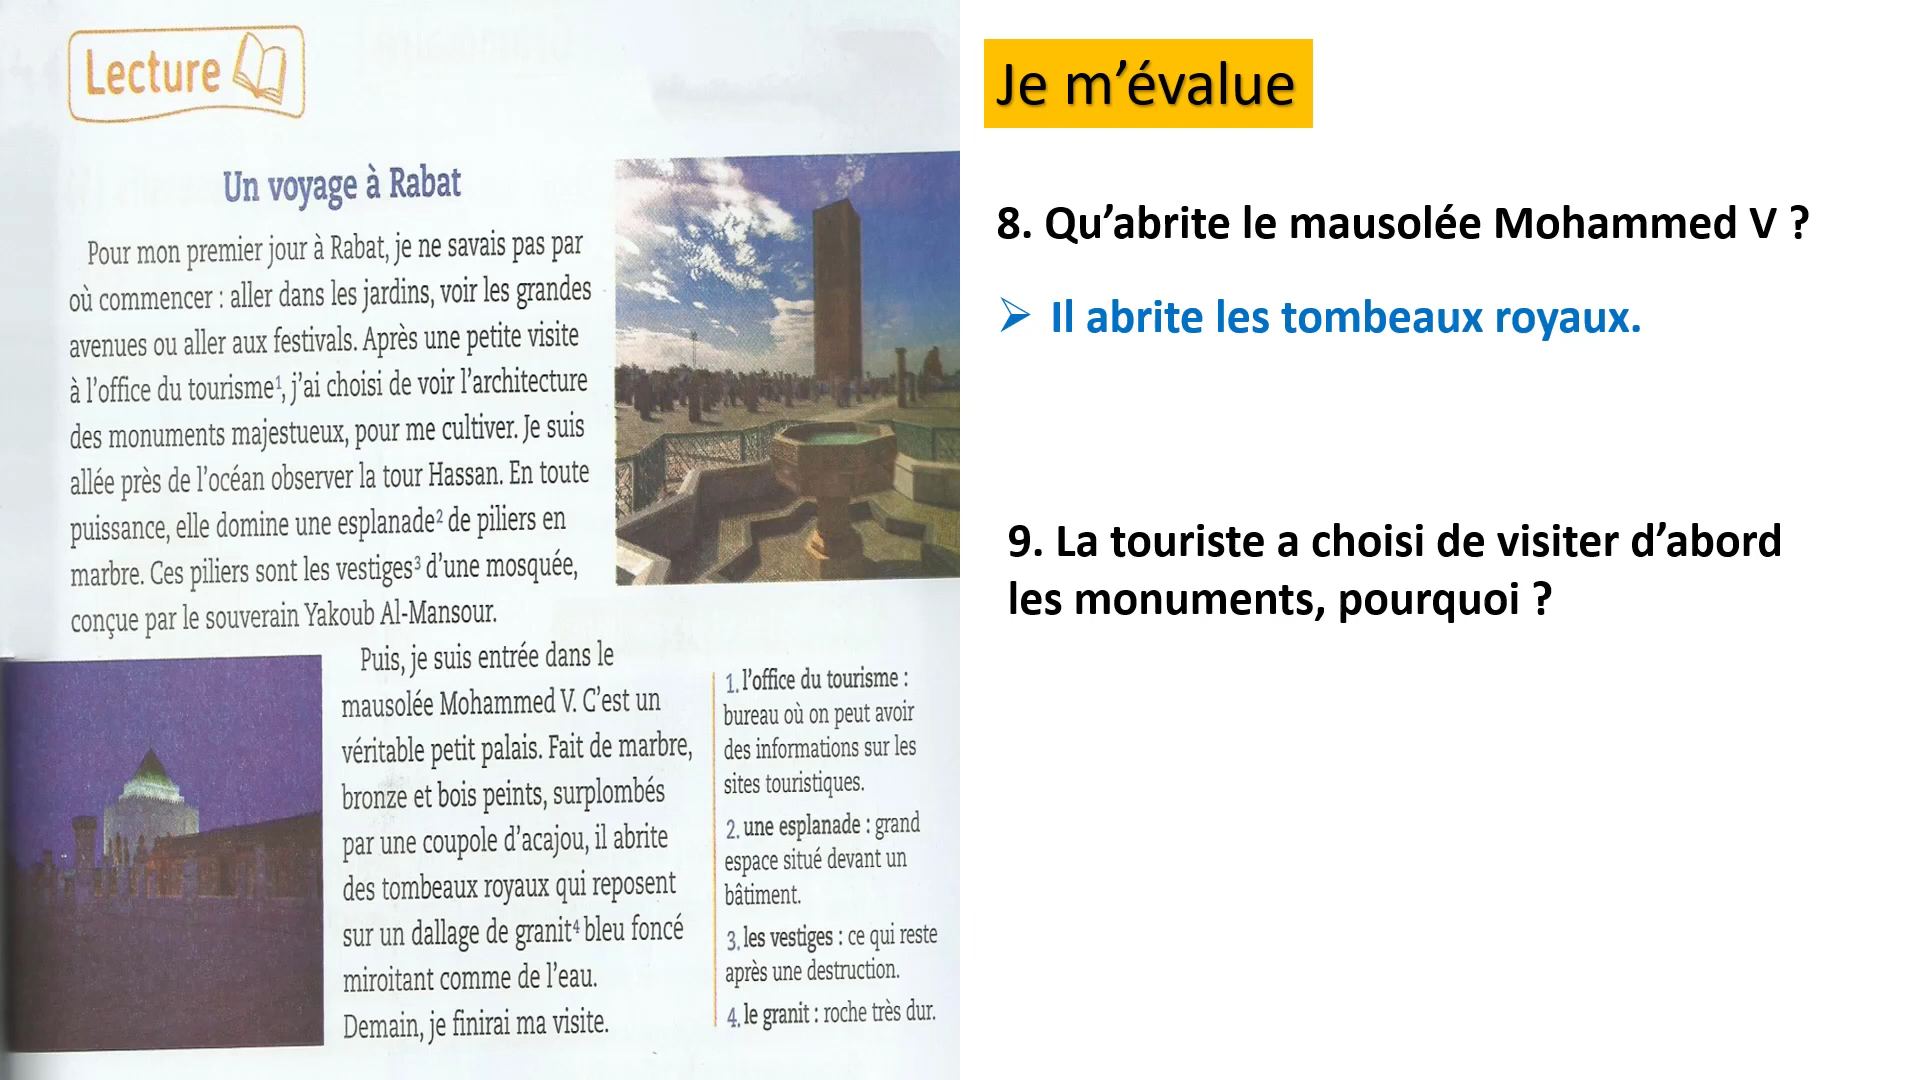 Lecture
Un voyage à Rabat
Pour mon premier jour à Rabat, je ne savais pas par
où commencer : aller dans les jardins, voir les grandes
avenues ou aller aux festivals. Après une petite visite
à l'office du tourisme¹, j'ai choisi de voir l'architecture
des monuments majestueux, pour me cultiver. Je suis
allée près de l'océan observer la tour Hassan. En toute
puissance, elle domine une esplanade² de piliers en
marbre. Ces piliers sont les vestiges³ d'une mosquée,
conçue par le souverain Yakoub Al-Mansour.
Puis, je suis entrée dans le
mausolée Mohammed V. C'est un
véritable petit palais. Fait de marbre,
bronze et bois peints, surplombés
par une coupole d'acajou, il abrite
des tombeaux royaux qui reposent
sur un dallage de granit⁴ bleu foncé
miroitant comme de l'eau.
Demain, je finirai ma visite.
1. l'office du tourisme :
bureau où on peut avoir
des informations sur les
sites touristiques.
2. une esplanade : grand
espace situé devant un
bâtiment.
3. les vestiges : ce qui reste
après une destruction.
4. le granit : roche très dur.
Je m'évalue
8. Qu'abrite le mausolée Mohammed V ?
Il abrite les tombeaux royaux.
9. La touriste a choisi de visiter d'abord
les monuments, pourquoi ?